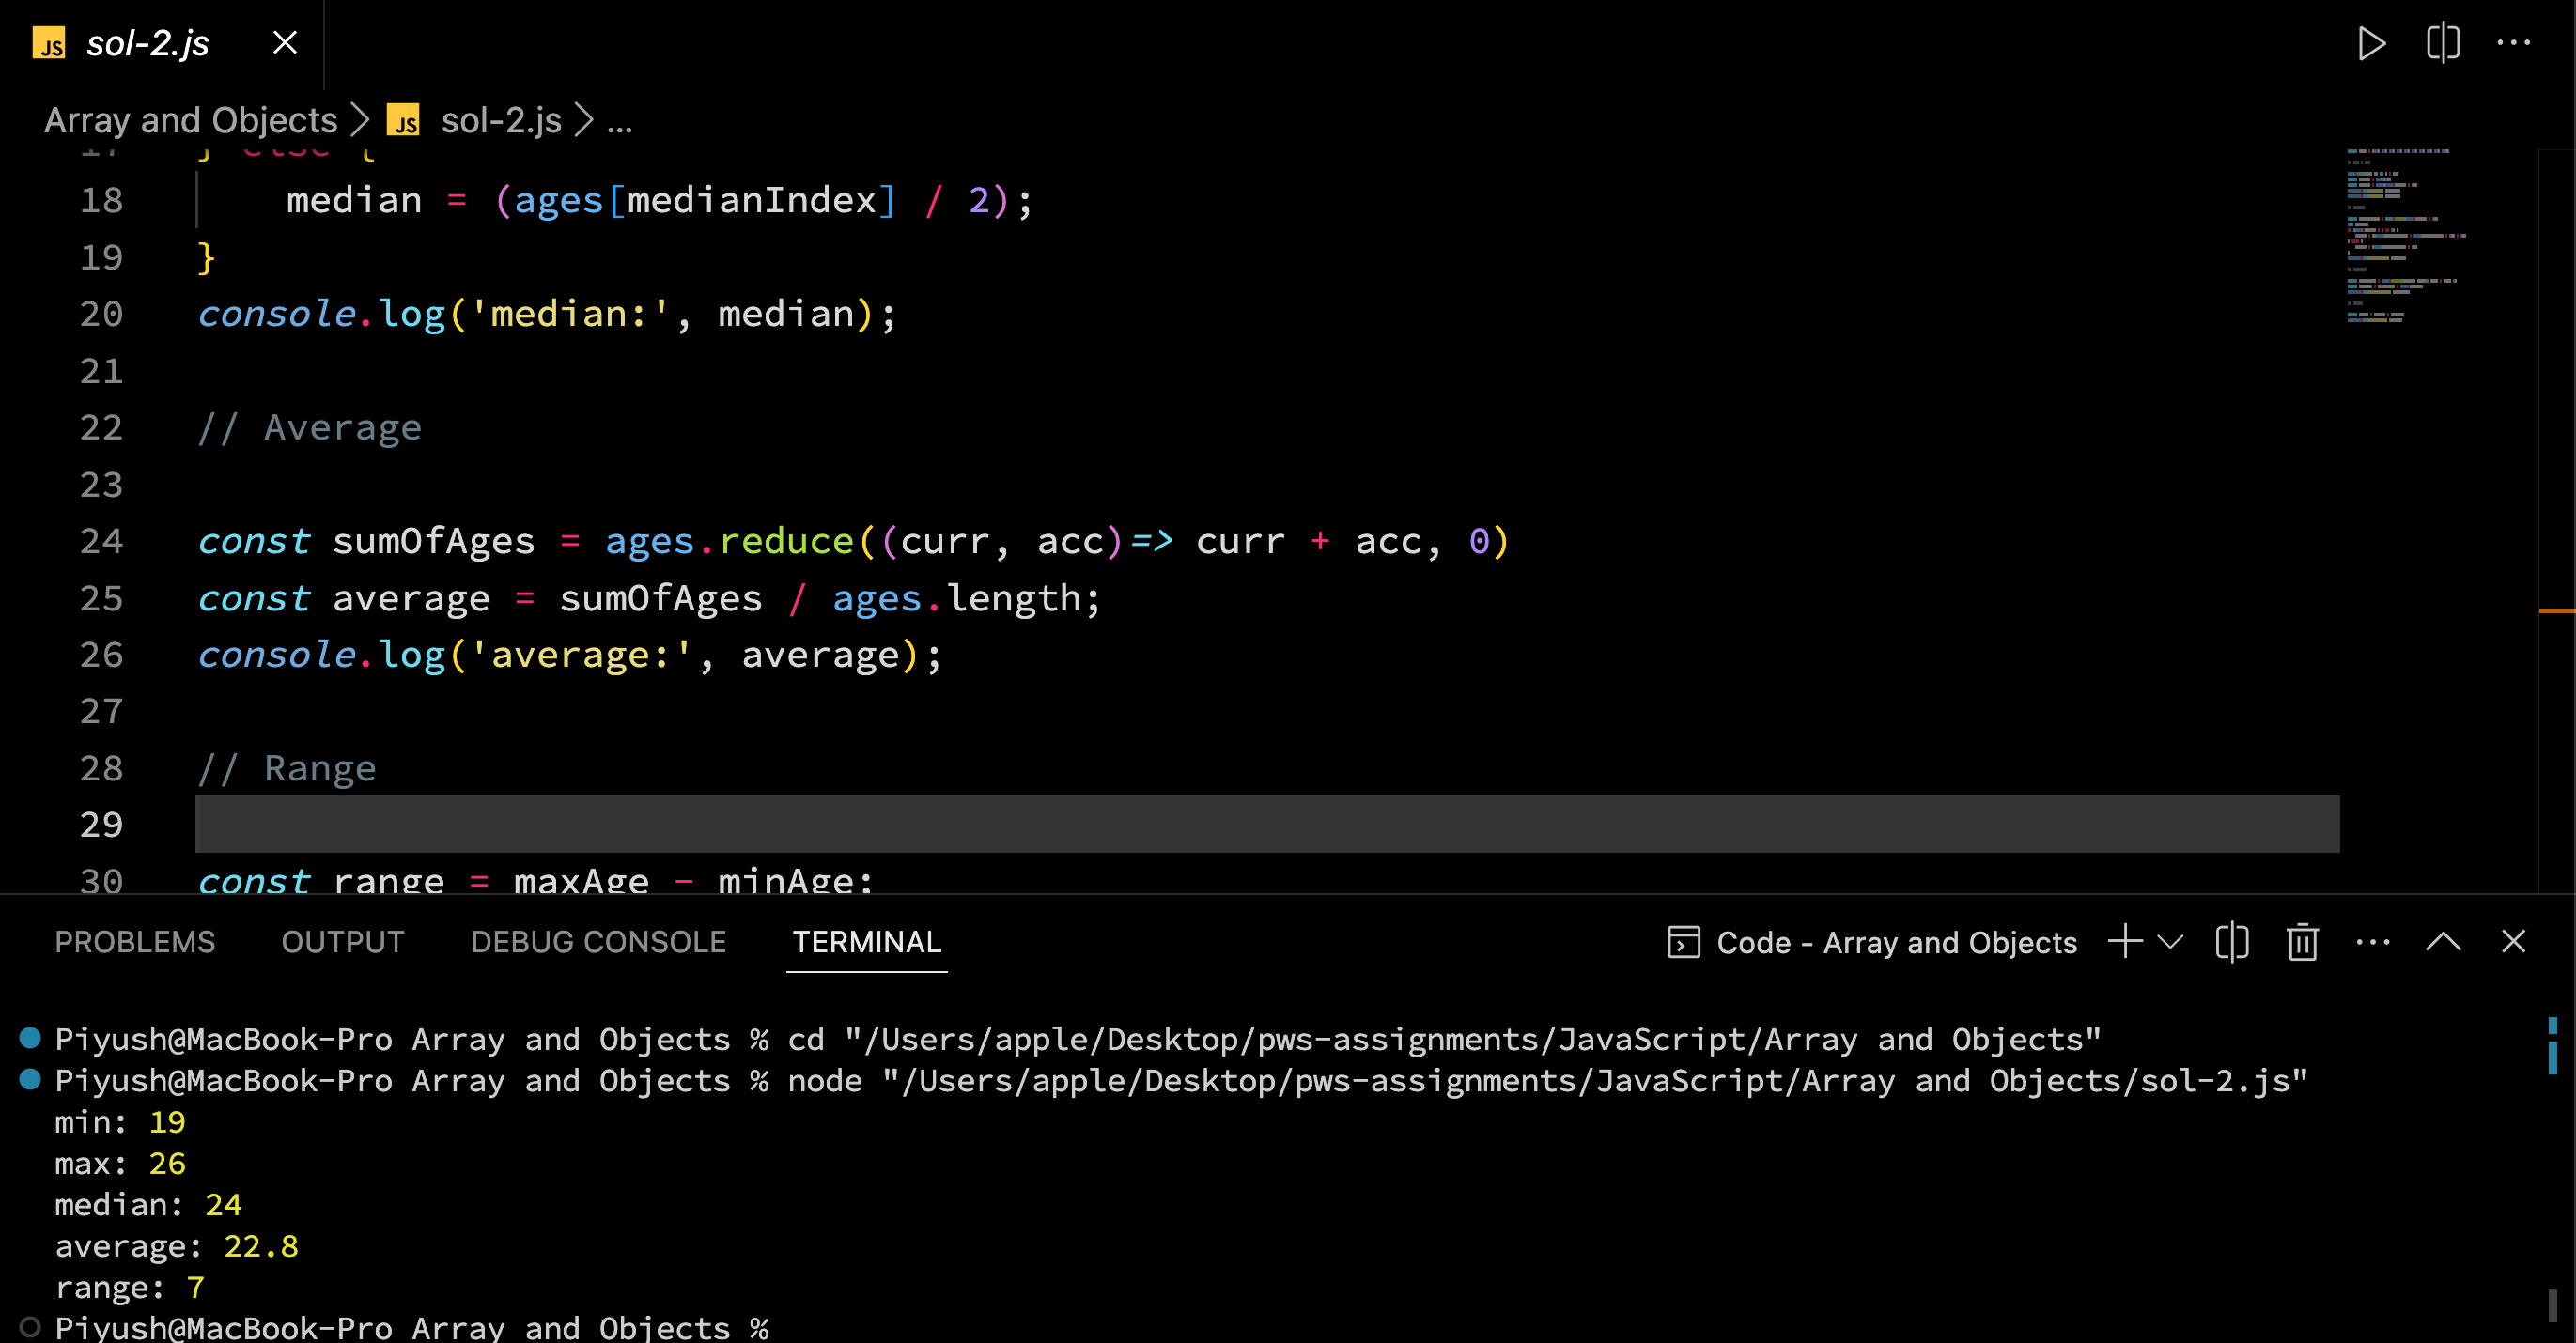 JS sol-2.js
Array and Objects > JS sol-2.js > ...
17 } else {
18 median = (ages[medianIndex] / 2);
19 }
20 console.log('median:', median);
21
22 // Average
23
24 const sumOfAges = ages.reduce((curr, acc)=> curr + acc, 0)
25 const average = sumOfAges / ages.length;
26 console.log('average:', average);
27
28 // Range
29
30 const range = maxAge - minAge;
PROBLEMS OUTPUT DEBUG CONSOLE TERMINAL Code - Array and Objects
Piyush@MacBook-Pro Array and Objects % cd "/Users/apple/Desktop/pws-assignments/JavaScript/Array and Objects"
Piyush@MacBook-Pro Array and Objects % node "/Users/apple/Desktop/pws-assignments/JavaScript/Array and Objects/sol-2.js"
min: 19
max: 26
median: 24
average: 22.8
range: 7
Piyush@MacBook-Pro Array and Objects %